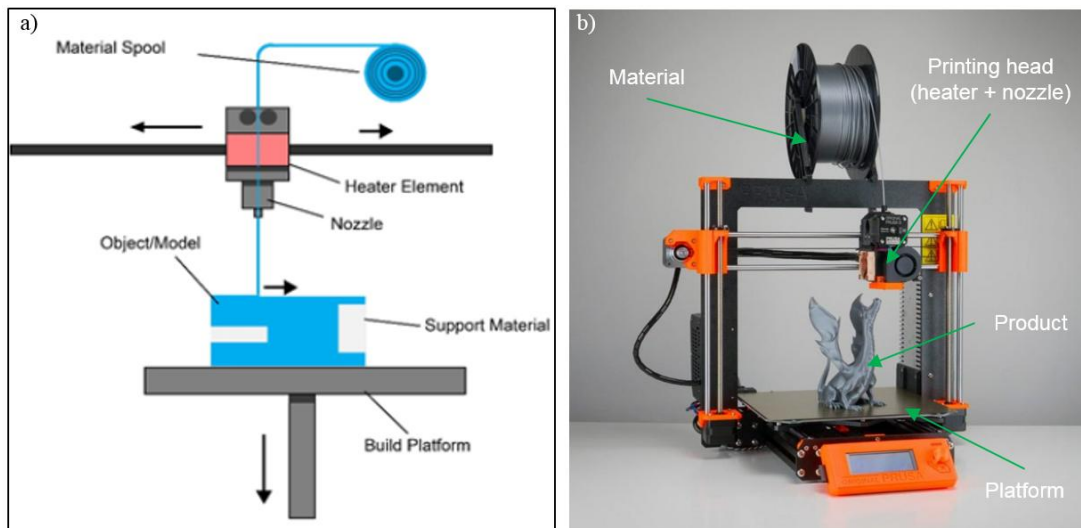 a)
Material Spool
Heater Element
Nozzle
Object/Model
Support Material
Build Platform
b)
Material
Printing head
(heater + nozzle)
Product
Platform